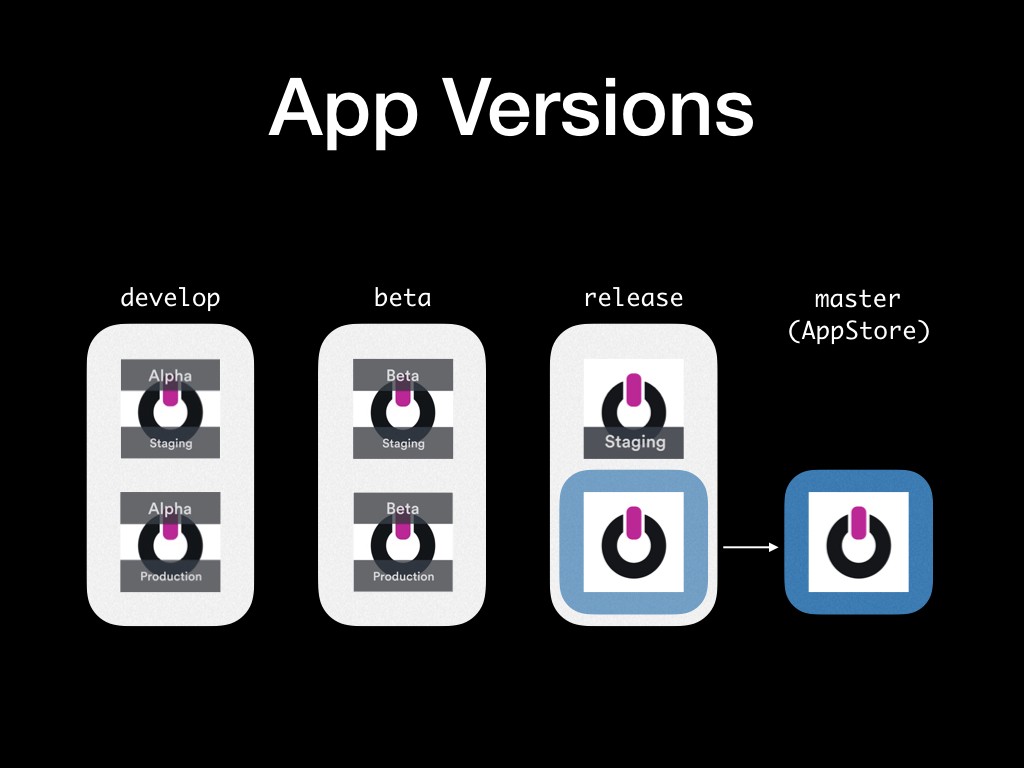 App Versions
develop
beta
release
master
(AppStore)
Alpha
Staging
Alpha
Production
Beta
Staging
Beta
Production
Staging